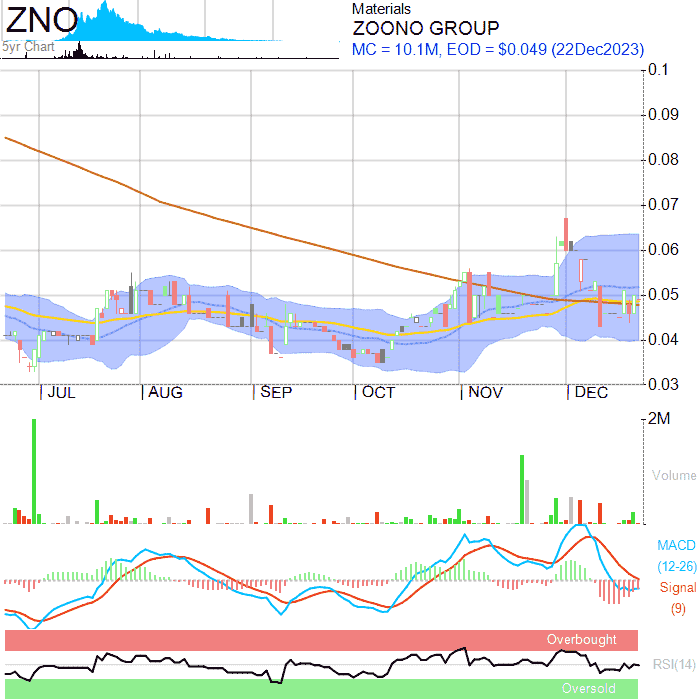 ZNO
5yr Chart
Materials
ZOONO GROUP
MC = 10.1M, EOD = $0.049 (22Dec2023)
0.1
0.09
0.08
0.07
0.06
0.05
0.04
0.03
JUL AUG SEP OCT NOV DEC
2M
Volume
MACD
(12-26)
Signal
(9)
Overbought
RSI(14)
Oversold